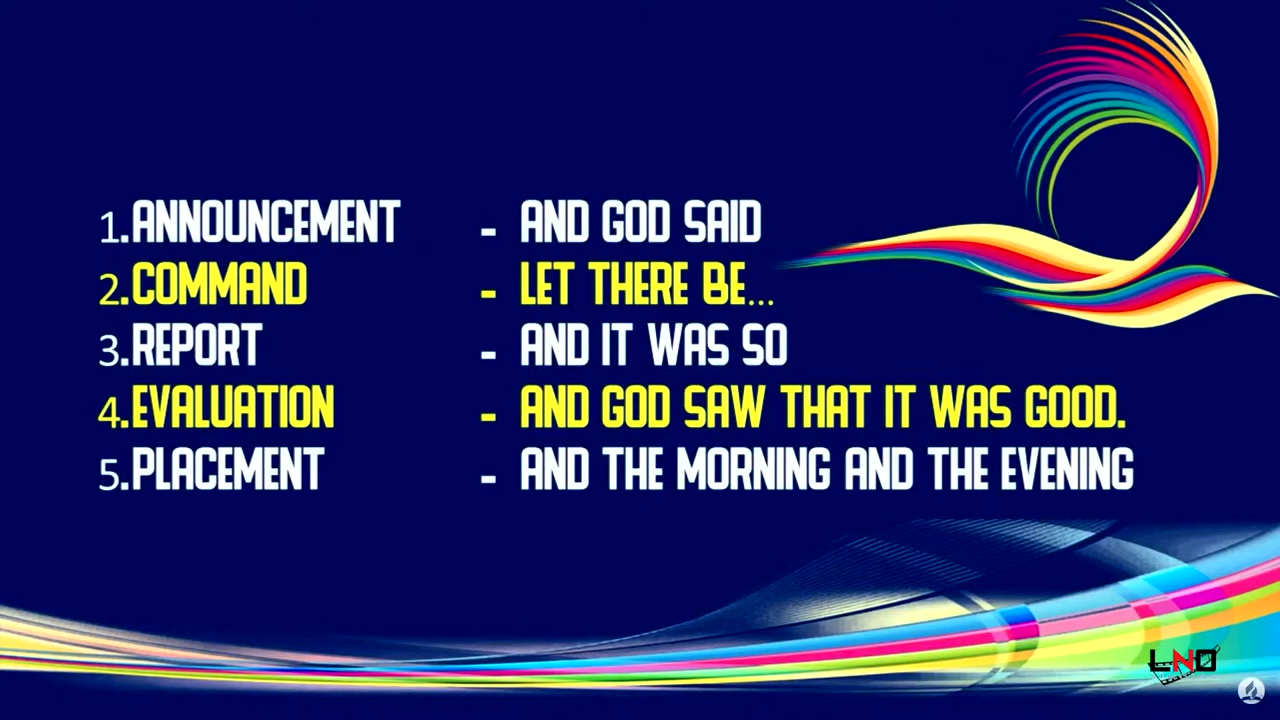 1.ANNOUNCEMENT - AND GOD SAID
2.COMMAND - LET THERE BE...
3.REPORT - AND IT WAS SO
4.EVALUATION - AND GOD SAW THAT IT WAS GOOD.
5.PLACEMENT - AND THE MORNING AND THE EVENING
LNO